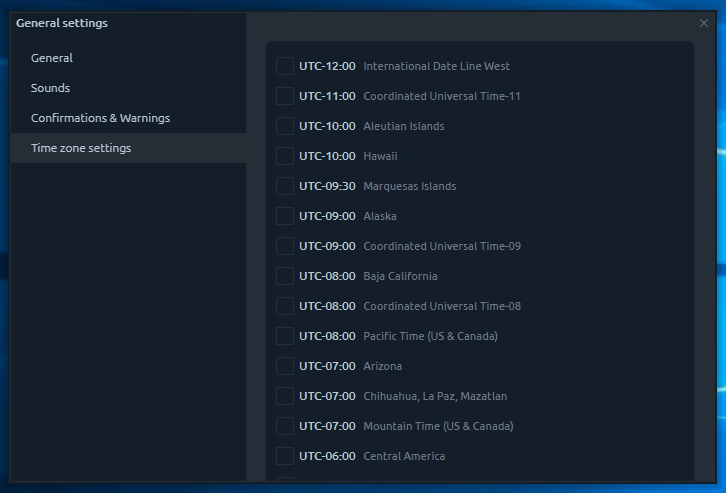 General settings
General
Sounds
Confirmations & Warnings
Time zone settings
UTC-12:00 International Date Line West
UTC-11:00 Coordinated Universal Time-11
UTC-10:00 Aleutian Islands
UTC-10:00 Hawaii
UTC-09:30 Marquesas Islands
UTC-09:00 Alaska
UTC-09:00 Coordinated Universal Time-09
UTC-08:00 Baja California
UTC-08:00 Coordinated Universal Time-08
UTC-08:00 Pacific Time (US & Canada)
UTC-07:00 Arizona
UTC-07:00 Chihuahua, La Paz, Mazatlan
UTC-07:00 Mountain Time (US & Canada)
UTC-06:00 Central America